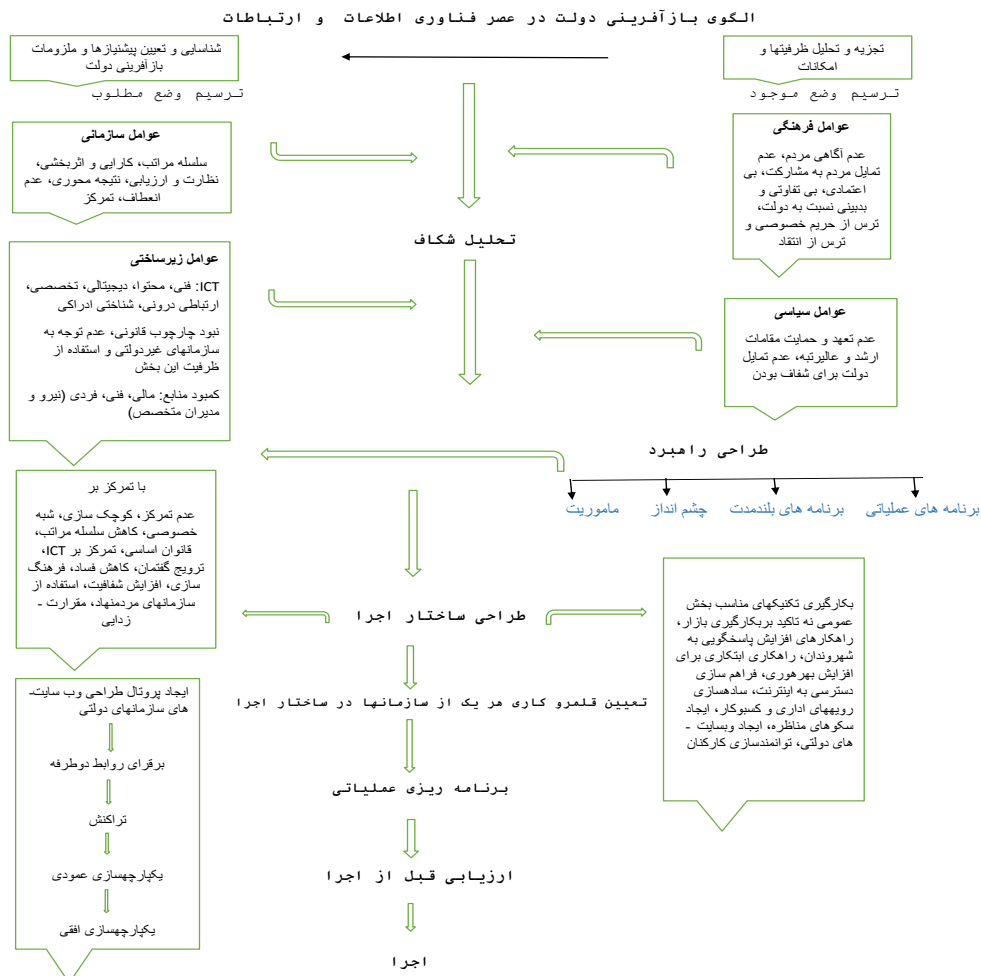 الگوی بازآفرینی دولت در عصر فناوری اطلاعات و ارتباطات
تجزیه و تحلیل ظرفیتها و
امکانات
شناسایی و تعیین پیشنیازها و ملزومات
بازآفرینی دولت
ترسیم وضع موجود
ترسیم وضع مطلوب
عوامل فرهنگی
عدم آگاهی مردم، عدم
تمایل مردم به مشارکت، بی
اعتمادی، بی تفاوتی و
بدبینی نسبت به دولت،
ترس از حریم خصوصی و
ترس از انتقاد
عوامل سازمانی
سلسله مراتب، کارایی و اثربخشی،
نظارت و ارزیابی، نتیجه محوری، عدم
انعطاف، تمرکز
تحلیل شکاف
عوامل زیرساختی
ICT: فنی، محتوا، دیجیتالی، تخصصی،
ارتباطی درونی، شناختی ادراکی
نبود چارچوب قانونی، عدم توجه به
سازمانهای غیردولتی و استفاده از
ظرفیت این بخش
کمبود منابع: مالی، فنی، فردی (نیرو و
مدیران متخصص)
عوامل سیاسی
عدم تعهد و حمایت مقامات
ارشد و عالیرتبه، عدم تمایل
دولت برای شفاف بودن
طراحی راهبرد
برنامه های عملیاتی
برنامه های بلندمدت
چشم انداز
ماموریت
با تمرکز بر
عدم تمرکز، کوچک سازی، شبه
خصوصی، کاهش سلسله مراتب،
قانوان اساسی، تمرکز بر ICT،
ترویج گفتمان، کاهش فساد، فرهنگ
سازی، افزایش شفافیت، استفاده از
سازمانهای مردمنهاد، مقرارت -
زدایی
طراحی ساختار اجرا
بکارگیری تکنیکهای مناسب بخش
عمومی نه تاکید بربکارگیری بازار،
راهکارهای افزایش پاسخگویی به
شهروندان، راهکاری ابتکاری برای
افزایش بهرهوری، فراهم سازی
دسترسی به اینترنت، سادهسازی
رویههای اداری و کسبوکار، ایجاد
سکوهای مناظره، ایجاد وبسایت -
های دولتی، توانمندسازی کارکنان
تعیین قلمرو کاری هر یک از سازمانها در ساختار اجرا
برنامه ریزی عملیاتی
ارزیابی قبل از اجرا
اجرا
ایجاد پروتال طراحی وب سایت-
های سازمانهای دولتی
برقرای روابط دوطرفه
تراکنش
یکپارچهسازی عمودی
یکپارچهسازی افقی